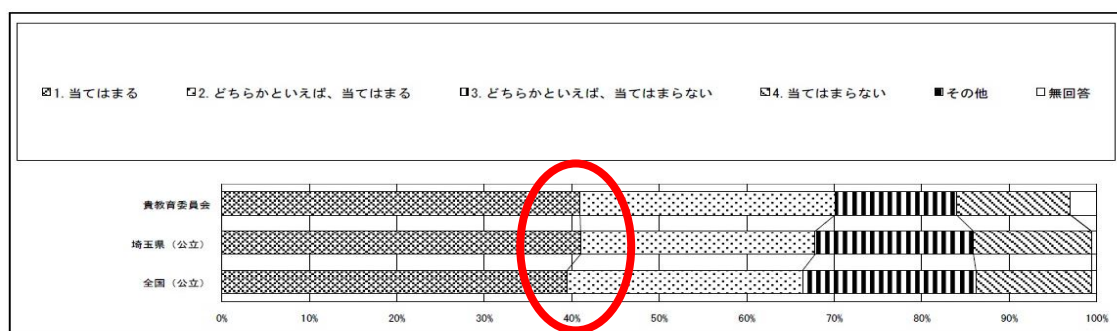 1. 当てはまる 2. どちらかといえば、当てはまる 3. どちらかといえば、当てはまらない 4. 当てはまらない その他 無回答
貴教育委員会
埼玉県（公立）
全国（公立）
0% 10% 20% 30% 40% 50% 60% 70% 80% 90% 100%